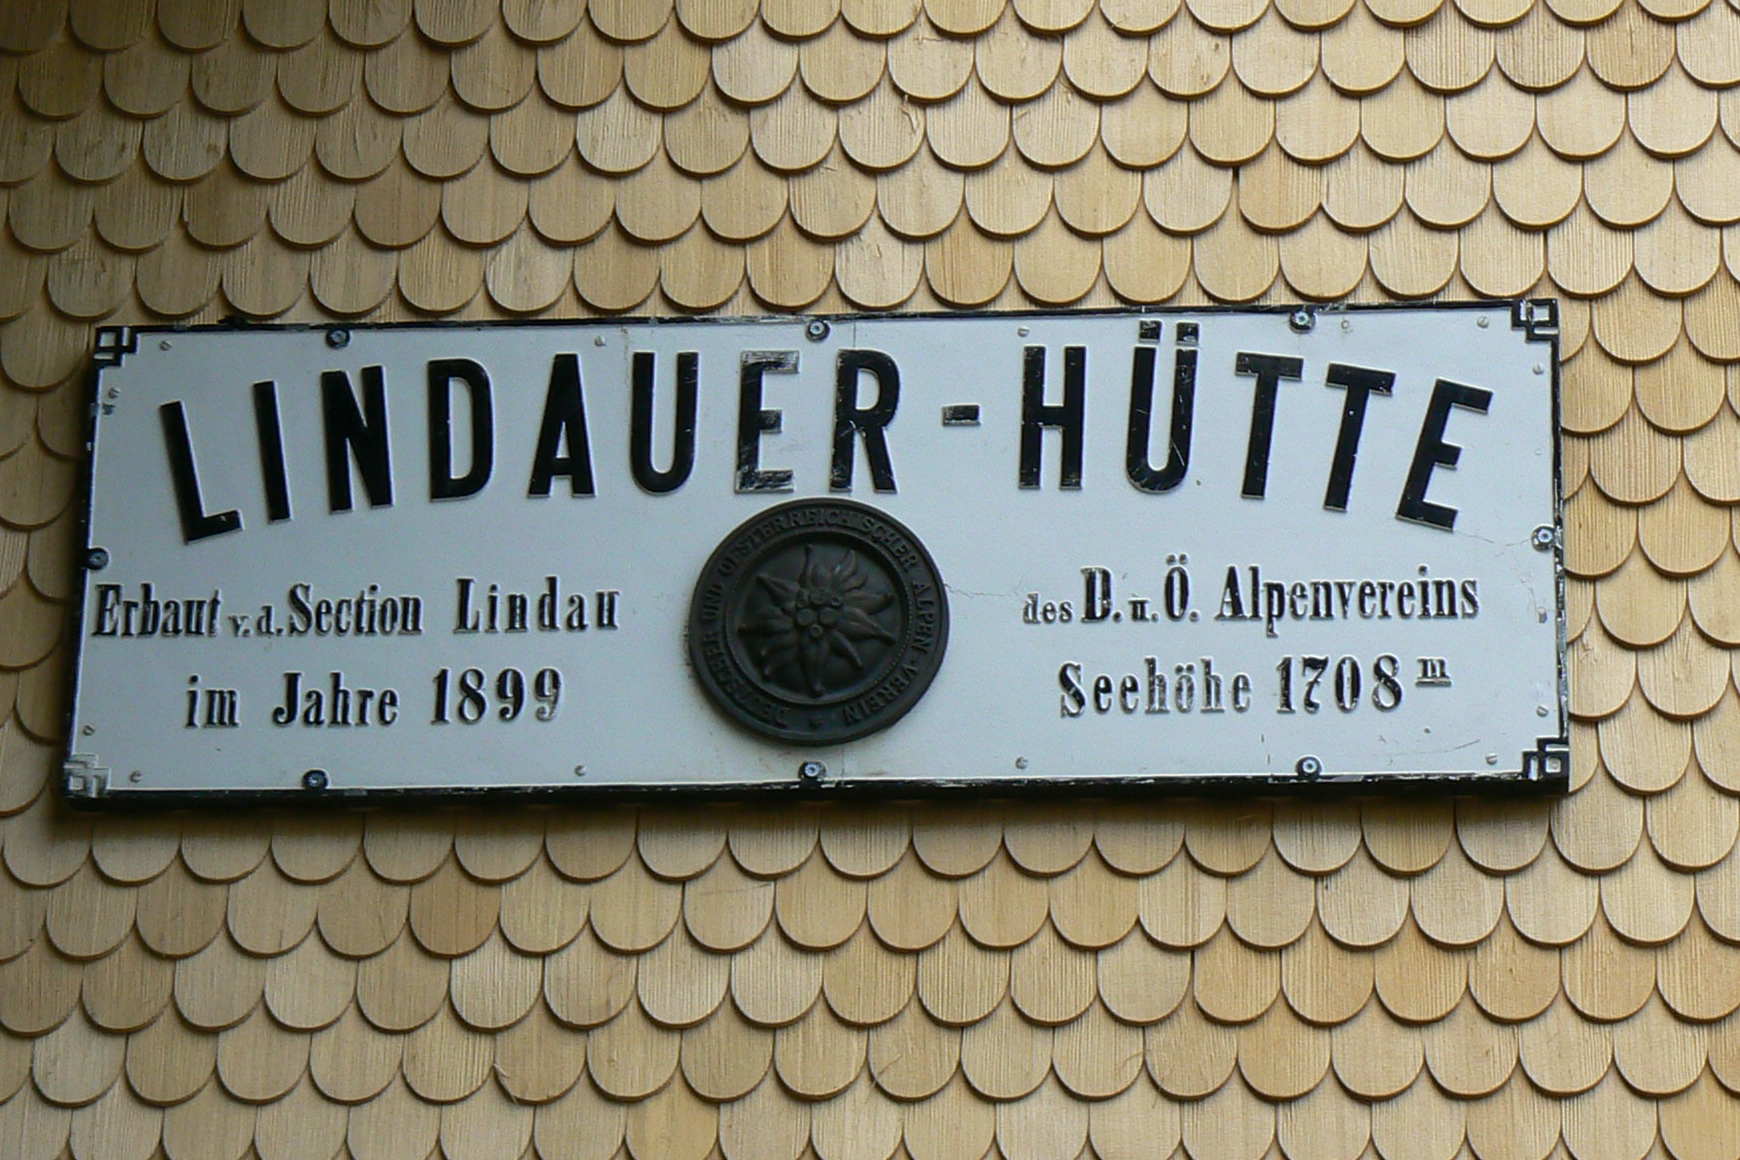 LINDAUER-HÜTTE
Erbaut v. d. Section Lindau
im Jahre 1899
DEUTSCHER UND OESTERREICHISCHER ALPEN-VEREIN
des D. u. Ö. Alpenvereins
Seehöhe 1708 m